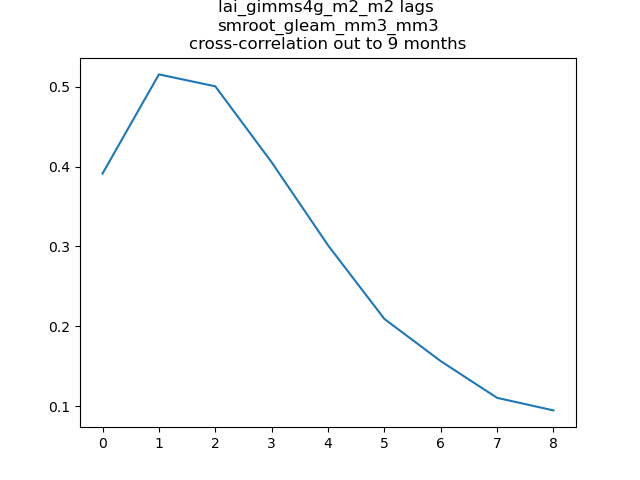 lai_gimms4g_m2_m2 lags
smroot_gleam_mm3_mm3
cross-correlation out to 9 months
0.5
0.4
0.3
0.2
0.1
0 1 2 3 4 5 6 7 8